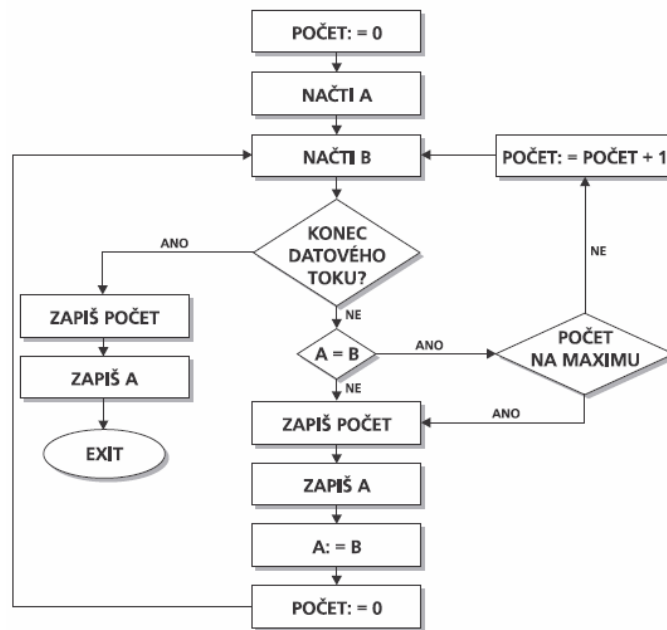 POČET: = 0
NAČTI A
NAČTI B
POČET: = POČET + 1
KONEC
DATOVÉHO
TOKU?
ANO
NE
ZAPIŠ POČET
ZAPIŠ A
EXIT
A = B
ANO
POČET
NA MAXIMU
NE
ANO
NE
ZAPIŠ POČET
ZAPIŠ A
A: = B
POČET: = 0